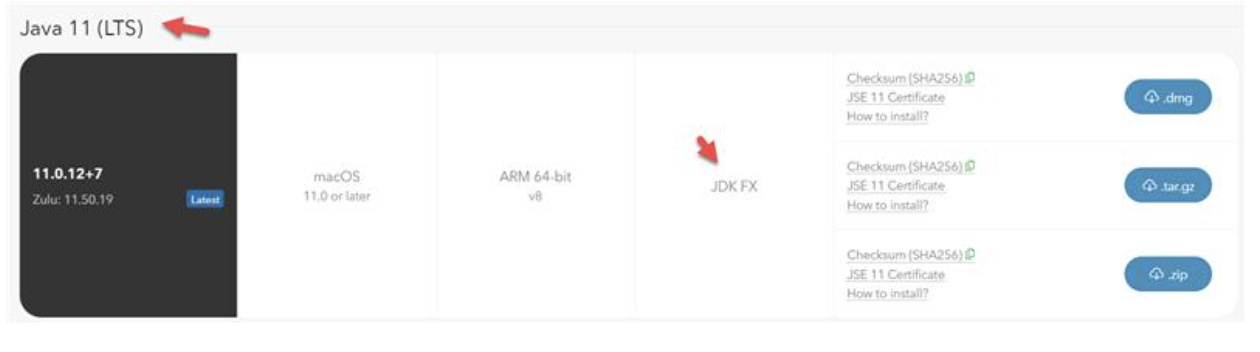 Java 11 (LTS)
11.0.12+7
Zulu: 11.50.19
Latest
macOS
11.0 or later
ARM 64-bit
v8
JDK FX
Checksum (SHA256)
JSE 11 Certificate
How to install?
.dmg
Checksum (SHA256)
JSE 11 Certificate
How to install?
.tar.gz
Checksum (SHA256)
JSE 11 Certificate
How to install?
.zip